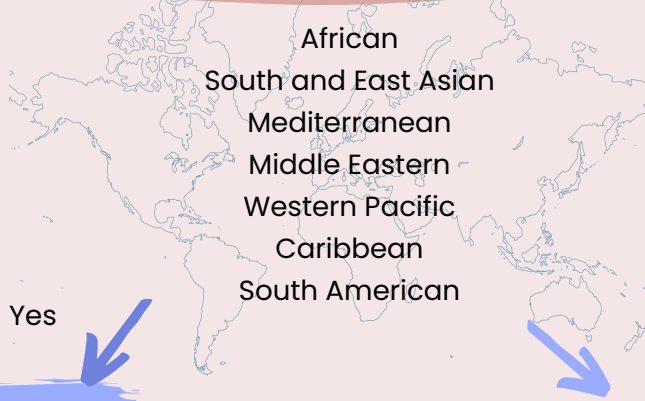 African
South and East Asian
Mediterranean
Middle Eastern
Western Pacific
Caribbean
South American
Yes